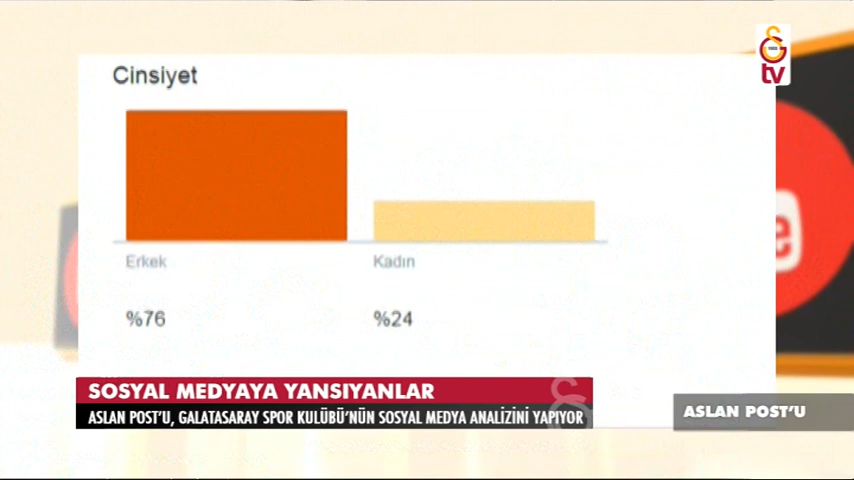 Cinsiyet
tv
Erkek
Kadın
%76
%24
SOSYAL MEDYAYA YANSIYANLAR
ASLAN POST’U, GALATASARAY SPOR KULÜBÜ’NÜN SOSYAL MEDYA ANALİZİNİ YAPIYOR
ASLAN POST’U